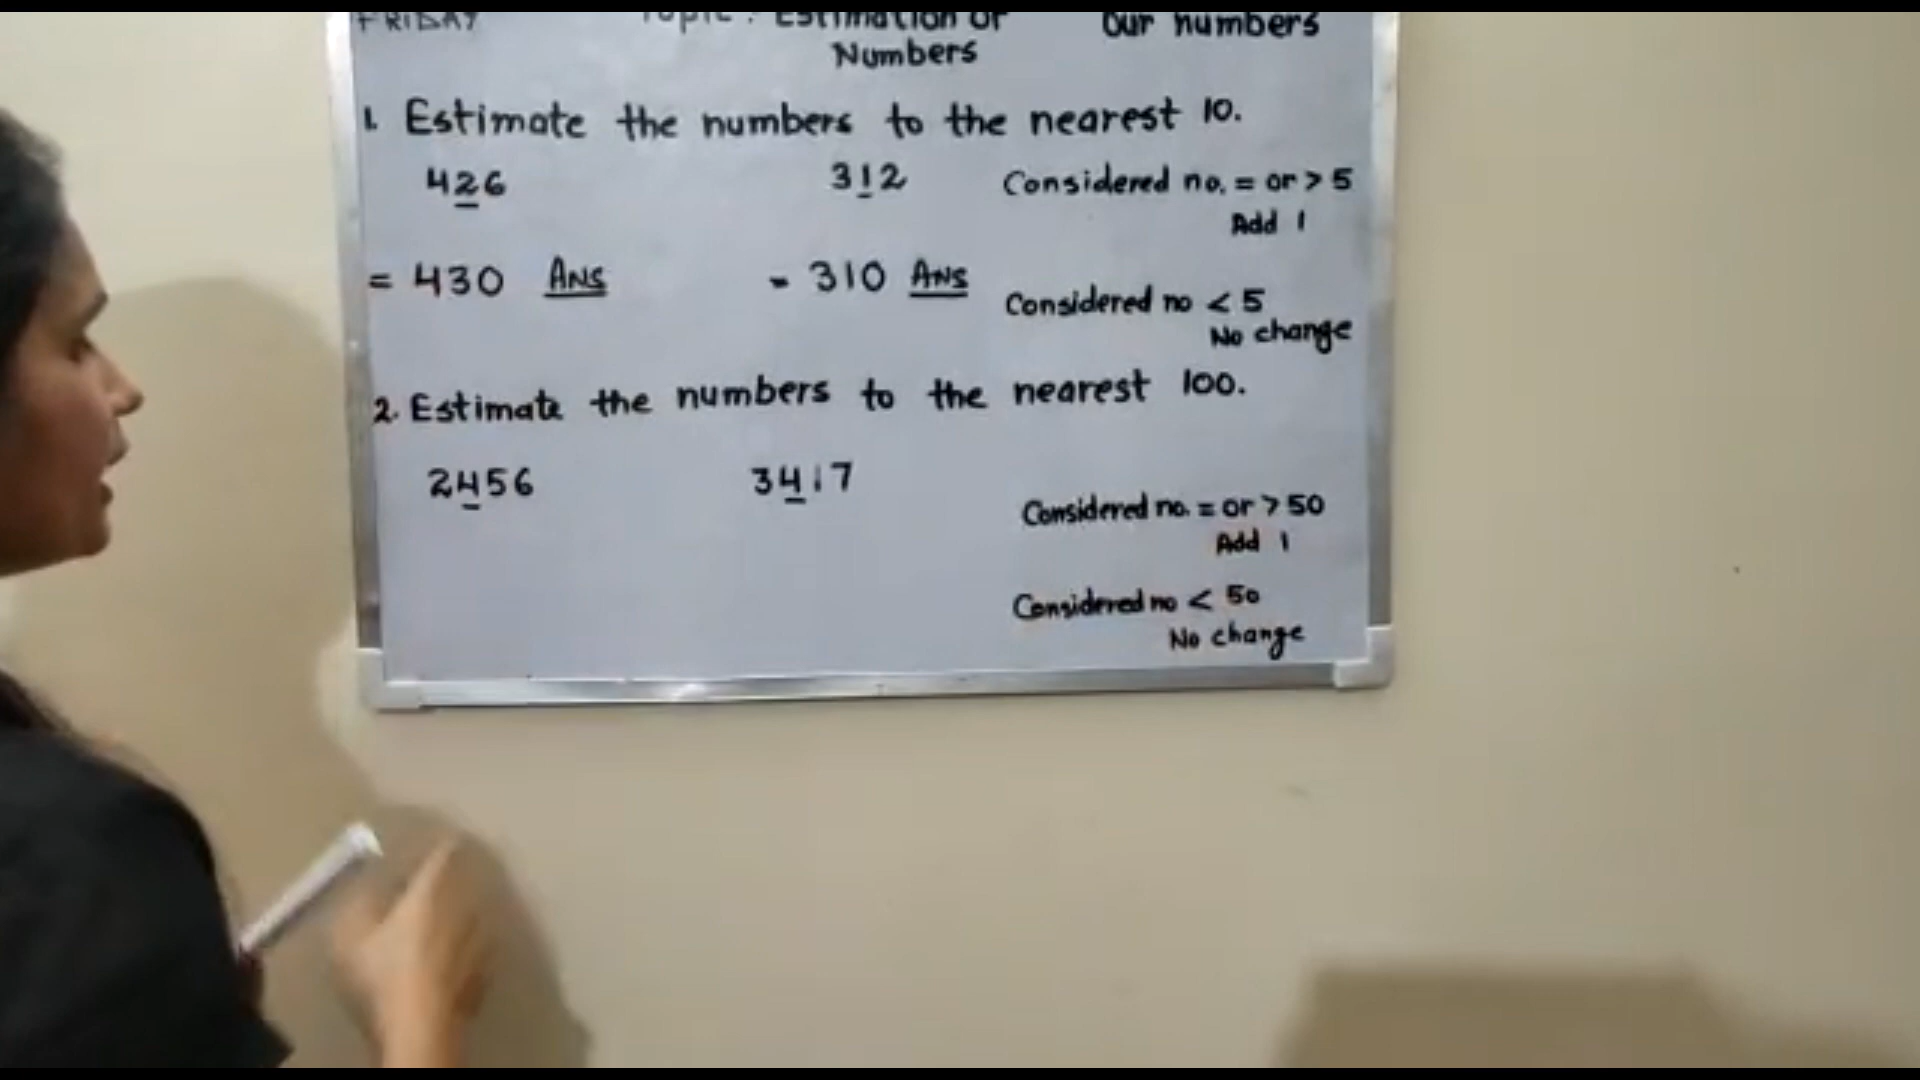 FRIDAY Topic : Estimation of Our numbers
Numbers
1. Estimate the numbers to the nearest 10.
426 312 Considered no. = or > 5
Add 1
= 430 Ans = 310 Ans
Considered no < 5
No change
2. Estimate the numbers to the nearest 100.
2456 3417
Considered no. = or > 50
Add 1
Considered no < 50
No change